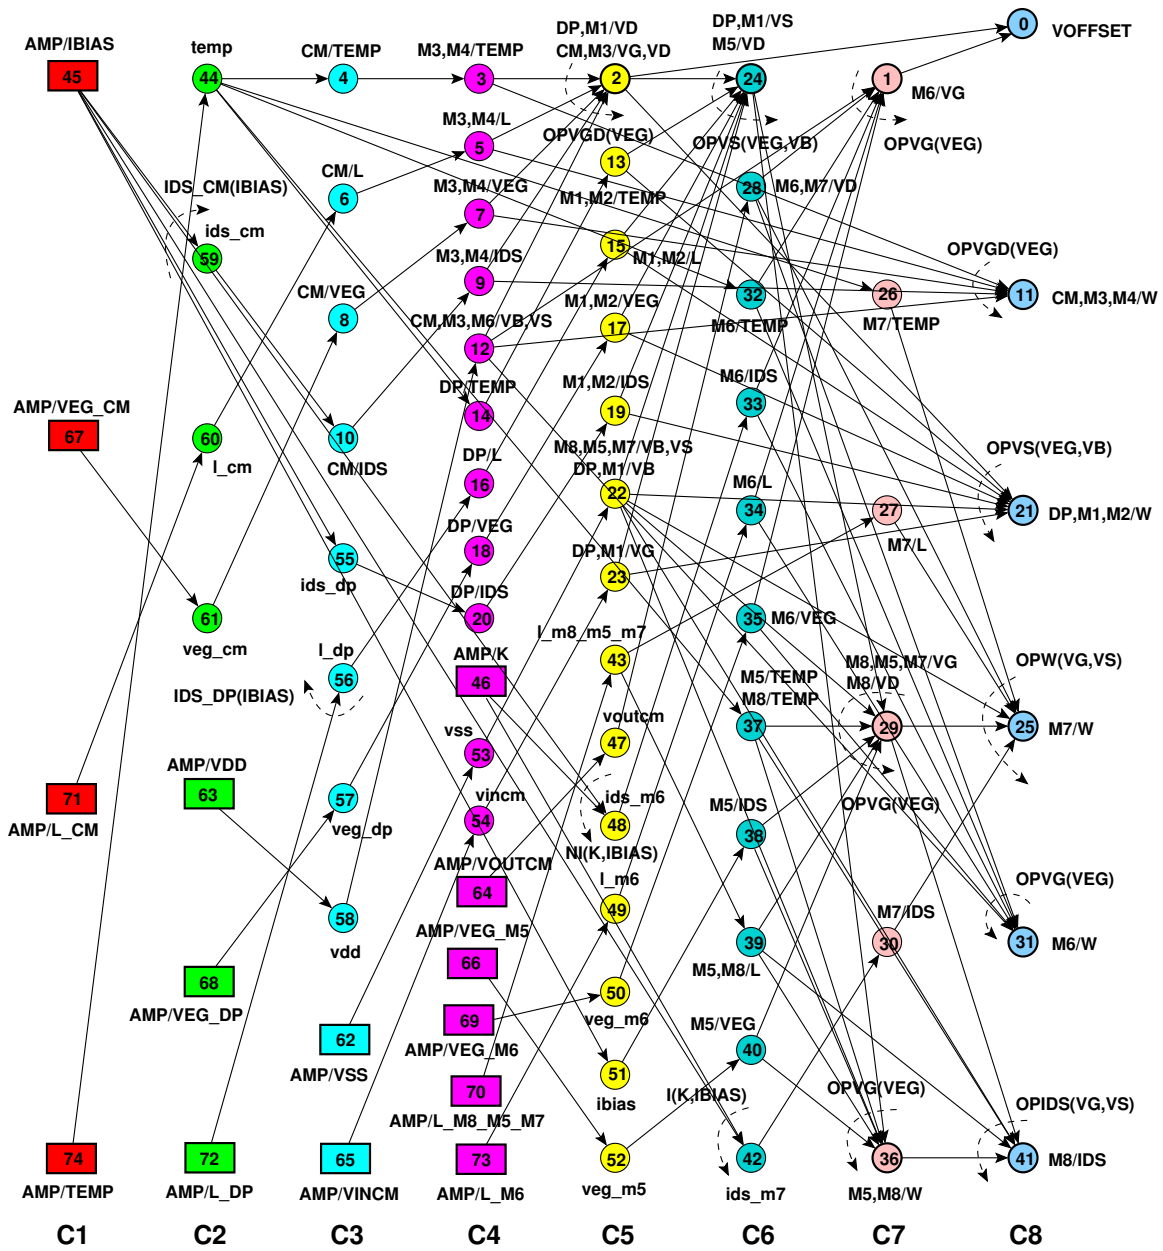 AMP/IBIAS
45
AMP/VEG_CM
67
71
AMP/L_CM
74
AMP/TEMP
C1
temp
44
IDS_CM(IBIAS)
ids_cm
59
60
l_cm
61
veg_cm
IDS_DP(IBIAS)
AMP/VDD
63
68
AMP/VEG_DP
72
AMP/L_DP
C2
CM/TEMP
4
CM/L
6
CM/VEG
8
10
CM/IDS
55
ids_dp
l_dp
56
57
veg_dp
58
vdd
62
AMP/VSS
65
AMP/VINCM
C3
M3,M4/TEMP
3
M3,M4/L
5
M3,M4/VEG
7
M3,M4/IDS
9
CM,M3,M6/VB,VS
12
DP/TEMP
14
DP/L
16
DP/VEG
18
DP/IDS
20
AMP/K
46
vss
53
vincm
54
AMP/VOUTCM
64
AMP/VEG_M5
66
69
AMP/VEG_M6
70
AMP/L_M8_M5_M7
73
AMP/L_M6
C4
DP,M1/VD
CM,M3/VG,VD
2
OPVGD(VEG)
13
M1,M2/TEMP
15
M1,M2/L
M1,M2/VEG
17
M1,M2/IDS
19
M8,M5,M7/VB,VS
DP,M1/VB
22
DP,M1/VG
23
l_m8_m5_m7
43
voutcm
47
ids_m6
48
NI(K,IBIAS)
l_m6
49
50
veg_m6
51
ibias
52
veg_m5
C5
DP,M1/VS
M5/VD
24
OPVS(VEG,VB)
28
M6,M7/VD
32
M6/TEMP
M6/IDS
33
M6/L
34
35
M6/VEG
M5/TEMP
M8/TEMP
37
M5/IDS
38
39
M5,M8/L
M5/VEG
40
I(K,IBIAS)
42
ids_m7
C6
1
M6/VG
OPVG(VEG)
26
M7/TEMP
27
M7/L
M8,M5,M7/VG
M8/VD
29
OPVG(VEG)
M7/IDS
30
OPVG(VEG)
36
M5,M8/W
C7
0
VOFFSET
OPVGD(VEG)
11
CM,M3,M4/W
OPVS(VEG,VB)
21
DP,M1,M2/W
OPW(VG,VS)
25
M7/W
OPVG(VEG)
31
M6/W
OPIDS(VG,VS)
41
M8/IDS
C8